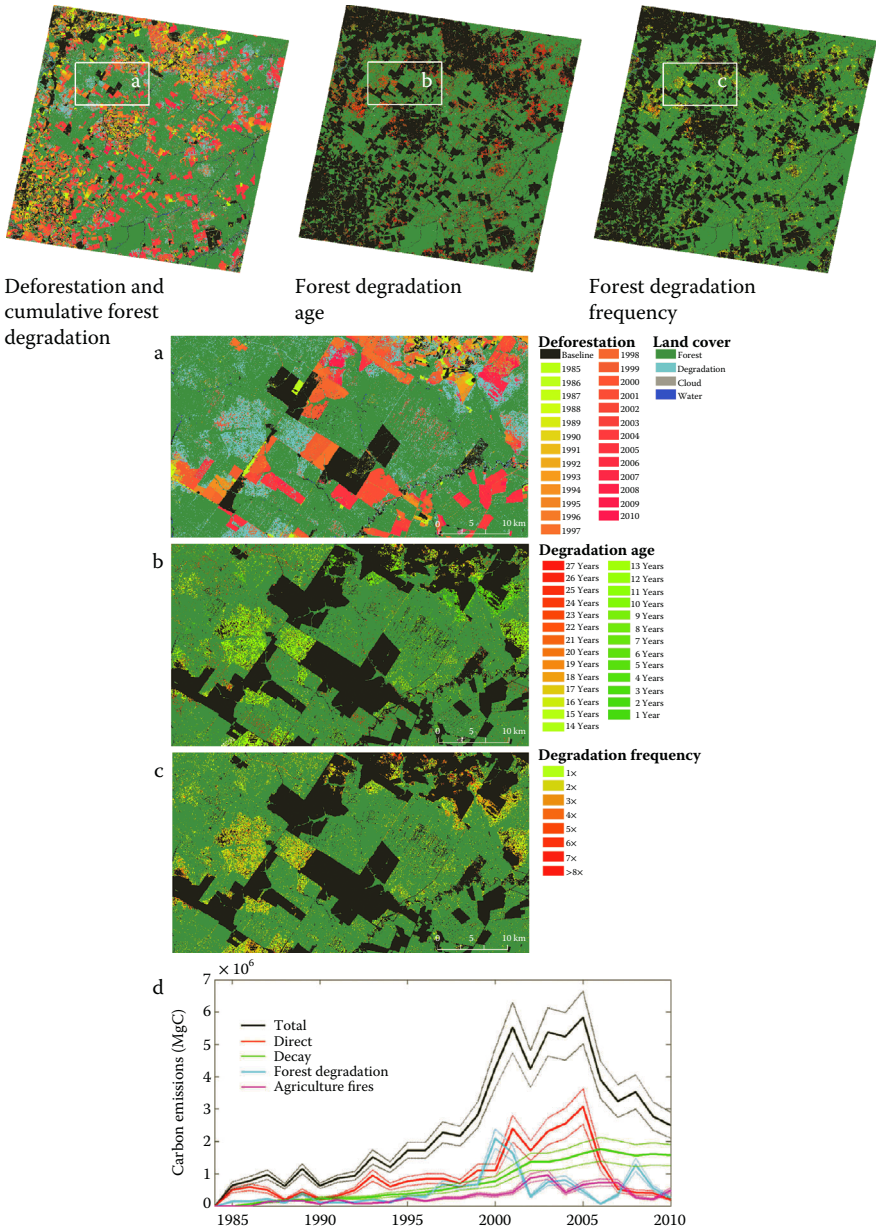 a
b
c
Deforestation and
cumulative forest
degradation
Forest degradation
age
Forest degradation
frequency
a
0 5 10 km
Deforestation
Baseline
1985
1986
1987
1988
1989
1990
1991
1992
1993
1994
1995
1996
1997
1998
1999
2000
2001
2002
2003
2004
2005
2006
2007
2008
2009
2010
Land cover
Forest
Degradation
Cloud
Water
b
0 5 10 km
Degradation age
27 Years
26 Years
25 Years
24 Years
23 Years
22 Years
21 Years
20 Years
19 Years
18 Years
17 Years
16 Years
15 Years
14 Years
13 Years
12 Years
11 Years
10 Years
9 Years
8 Years
7 Years
6 Years
5 Years
4 Years
3 Years
2 Years
1 Year
c
0 5 10 km
Degradation frequency
1×
2×
3×
4×
5×
6×
7×
>8×
d
× 10⁶
7
6
5
4
3
2
1
0
Carbon emissions (MgC)
Total
Direct
Decay
Forest degradation
Agriculture fires
1985 1990 1995 2000 2005 2010